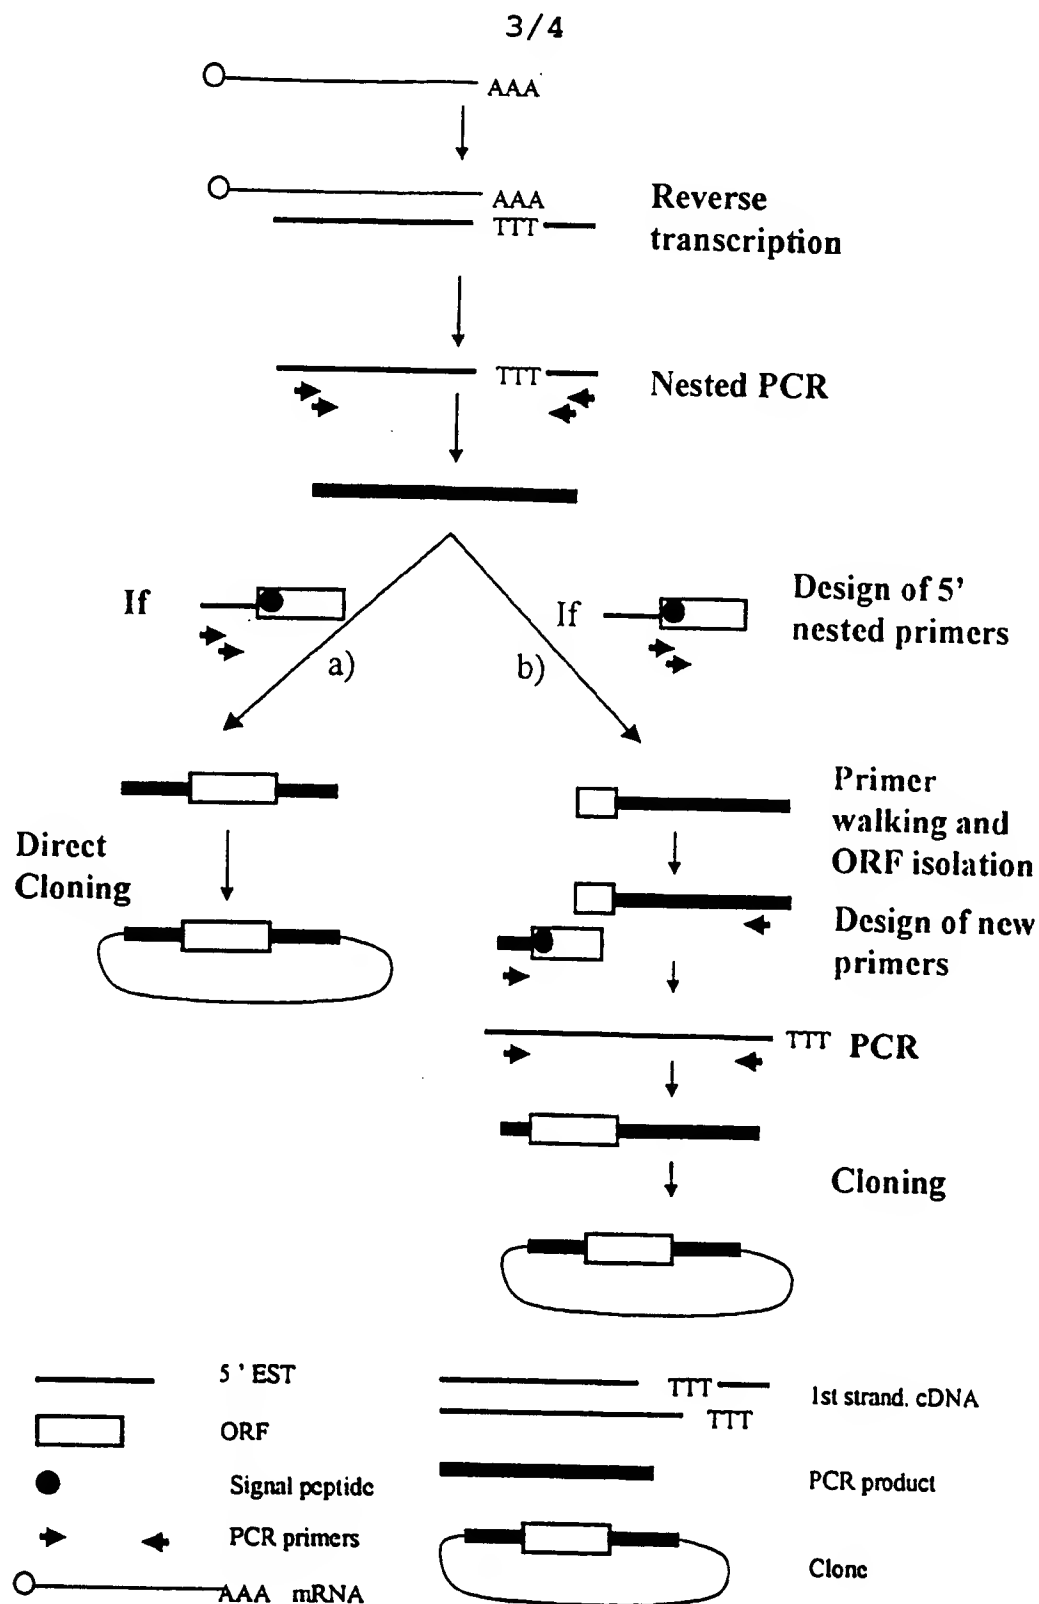 3/4
AAA
AAA
TTT
Reverse
transcription
TTT
Nested PCR
If
a)
If
b)
Design of 5'
nested primers
Direct
Cloning
Primer
walking and
ORF isolation
Design of new
primers
TTT
PCR
Cloning
5 ' EST
ORF
Signal peptide
PCR primers
AAA mRNA
TTT
TTT
1st strand. cDNA
PCR product
Clone